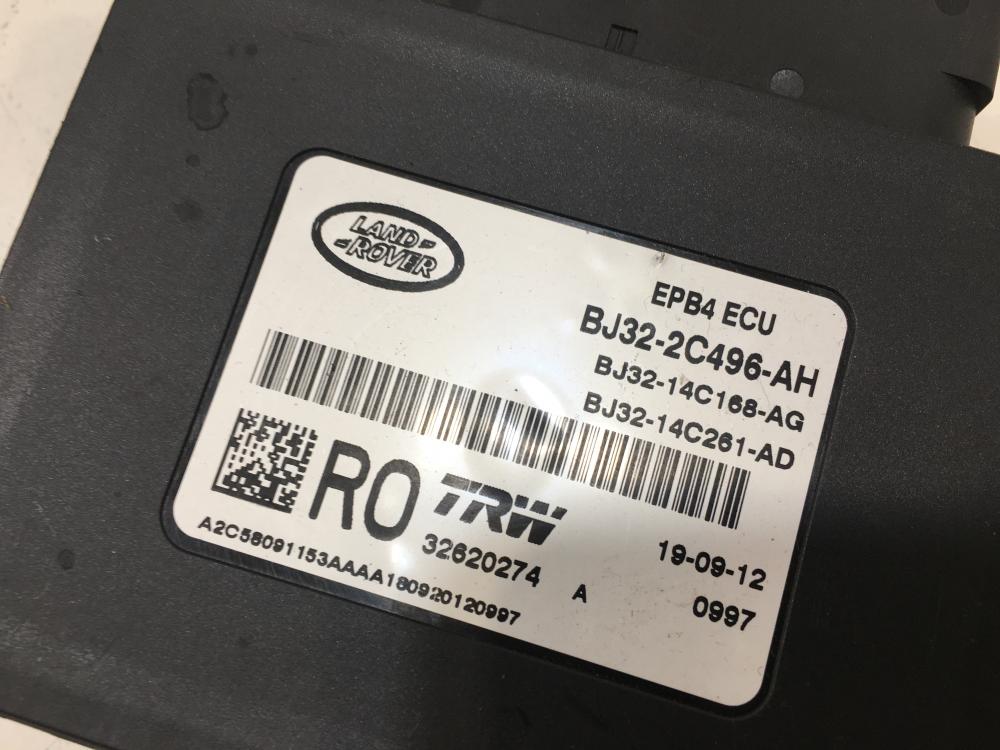 LAND
ROVER
EPB4 ECU
BJ32-2C496-AH
BJ32-14C168-AG
BJ32-14C261-AD
RO
TRW
32620274 A
19-09-12
0997
A2C58091153AAAA180920120997